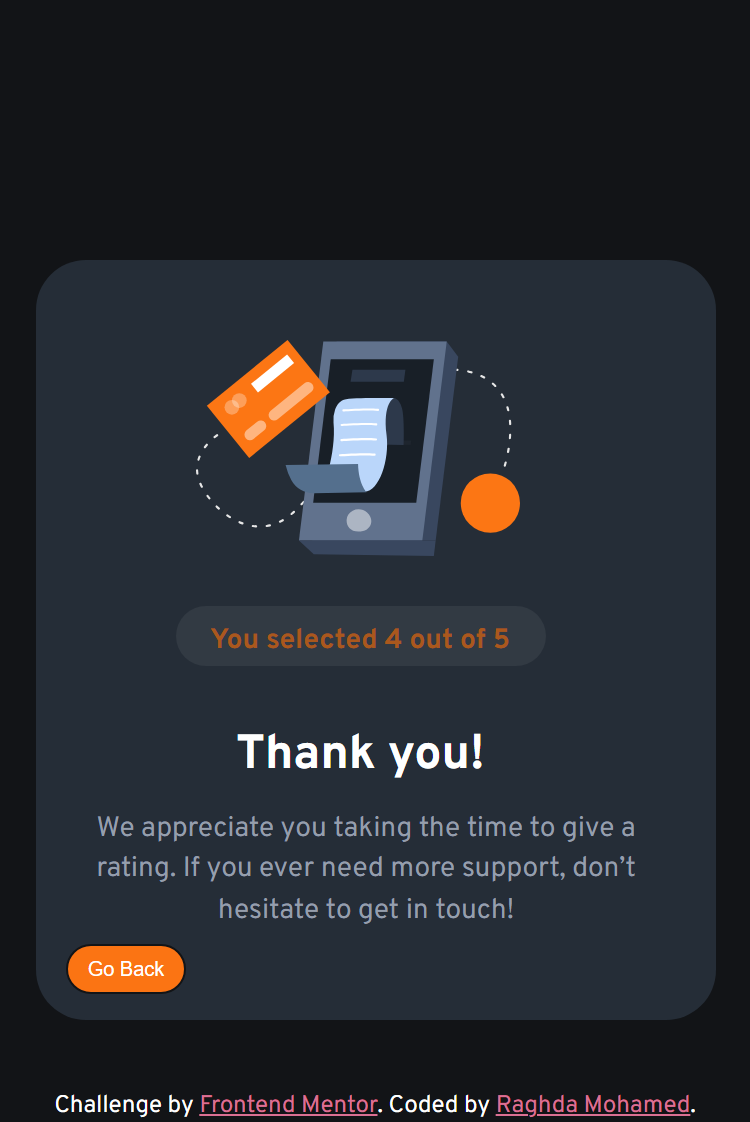 You selected 4 out of 5
Thank you!
We appreciate you taking the time to give a
rating. If you ever need more support, don’t
hesitate to get in touch!
Go Back
Challenge by Frontend Mentor. Coded by Raghda Mohamed.